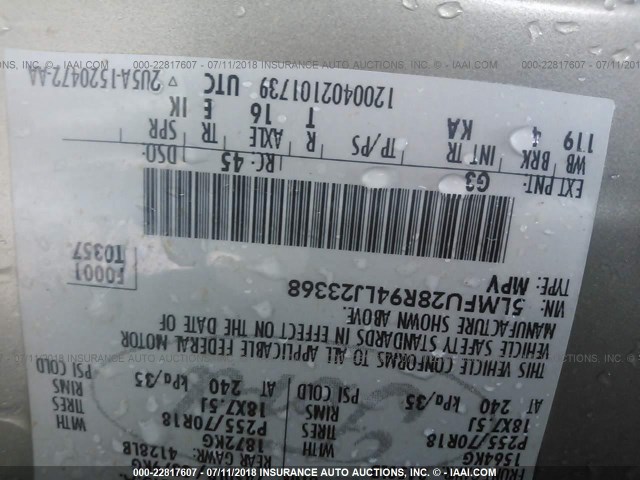 000-22817607 - 07/11/2018 INSURANCE AUTO AUCTIONS - © - WWW.IAAI.COM
1564KG
P255/70R18
18X7.5J
240 kPa/35
WITH
TIRES
RINS
AT
PSI COLD
REAR GAWR: 4128LB
1872KG
P255/70R18
18X7.5J
240 kPa/35
WITH
TIRES
RINS
AT
PSI COLD
THIS VEHICLE CONFORMS TO ALL APPLICABLE FEDERAL MOTOR
VEHICLE SAFETY STANDARDS IN EFFECT ON THE DATE OF
MANUFACTURE SHOWN ABOVE.
VIN: 5LMFU28R94LJ23368
TYPE: MPV
F0001
T0357
EXT PNT: G3 RC: 45 DSO:
WB BRK INT TR TP/PS R AXLE TR SPR
119 4 KA T 16 E IK
1200402101739 UTC ▽ 2U5A-1520472-AA
000-22817607 - 07/11/2018 INSURANCE AUTO AUCTIONS - © - WWW.IAAI.COM